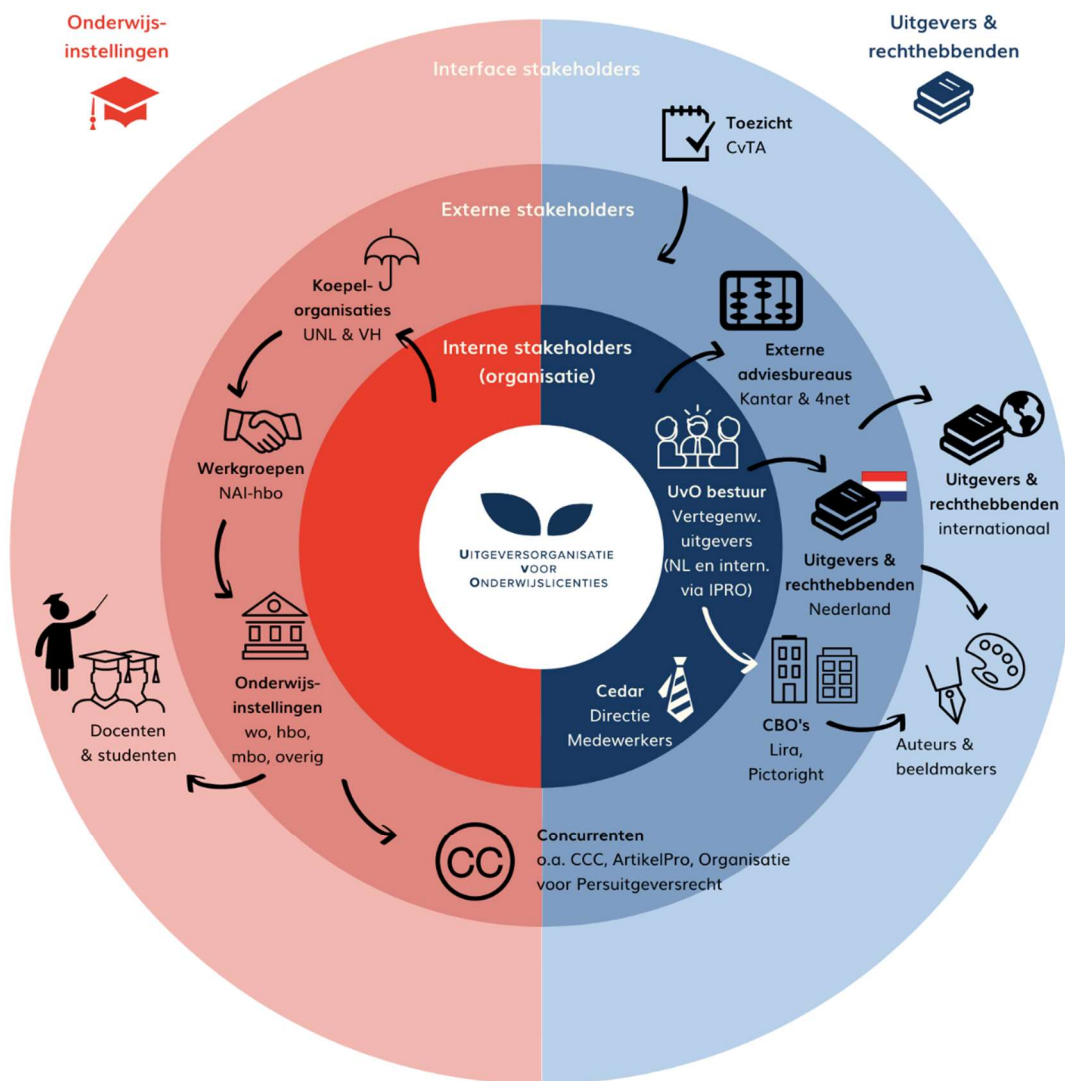 Onderwijs-
instellingen
Uitgevers &
rechthebbenden
Interface stakeholders
Toezicht
CvTA
Externe stakeholders
Koepel-
organisaties
UNL & VH
Interne stakeholders
(organisatie)
Externe
adviesbureaus
Kantar & 4net
Werkgroepen
NAI-hbo
UvO bestuur
Vertegenw.
uitgevers
(NL en intern.
via IPRO)
Uitgevers &
rechthebbenden
internationaal
UITGEVERSORGANISATIE
VOOR
ONDERWIJSLICENTIES
Uitgevers &
rechthebbenden
Nederland
Onderwijs-
instellingen
wo, hbo,
mbo, overig
Docenten
& studenten
Cedar
Directie
Medewerkers
CBO's
Lira,
Pictoright
Auteurs &
beeldmakers
CC
Concurrenten
o.a. CCC, ArtikelPro, Organisatie
voor Persuitgeversrecht